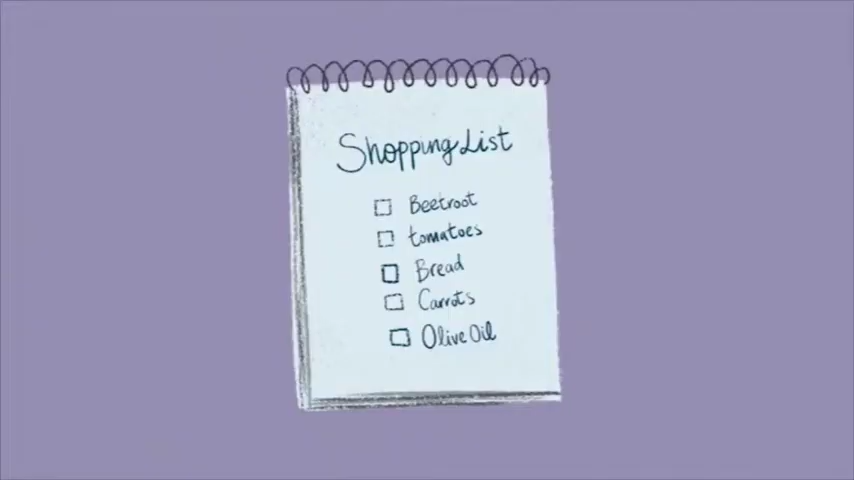 Shopping List
Beetroot
tomatoes
Bread
Carrots
Olive Oil